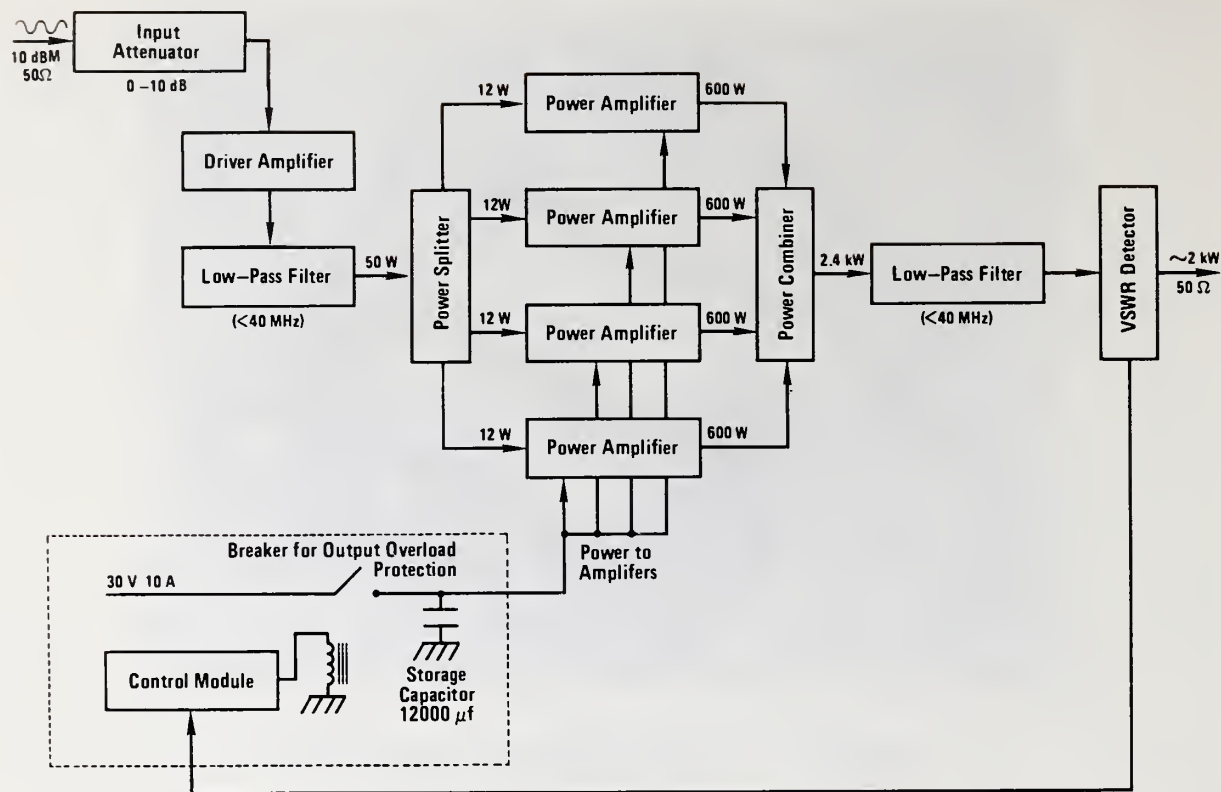 Input
Attenuator
10 dBM
50Ω
0 –10 dB
Driver Amplifier
Low–Pass Filter
(<40 MHz)
50 W
Power Splitter
12 W
Power Amplifier
600 W
12W
Power Amplifier
600 W
12 W
Power Amplifier
600 W
12 W
Power Amplifier
600 W
Power Combiner
2.4 kW
Low–Pass Filter
(<40 MHz)
VSWR Detector
~2 kW
50 Ω
Power to
Amplifers
Breaker for Output Overload
Protection
30 V 10 A
Control Module
Storage
Capacitor
12000 μf